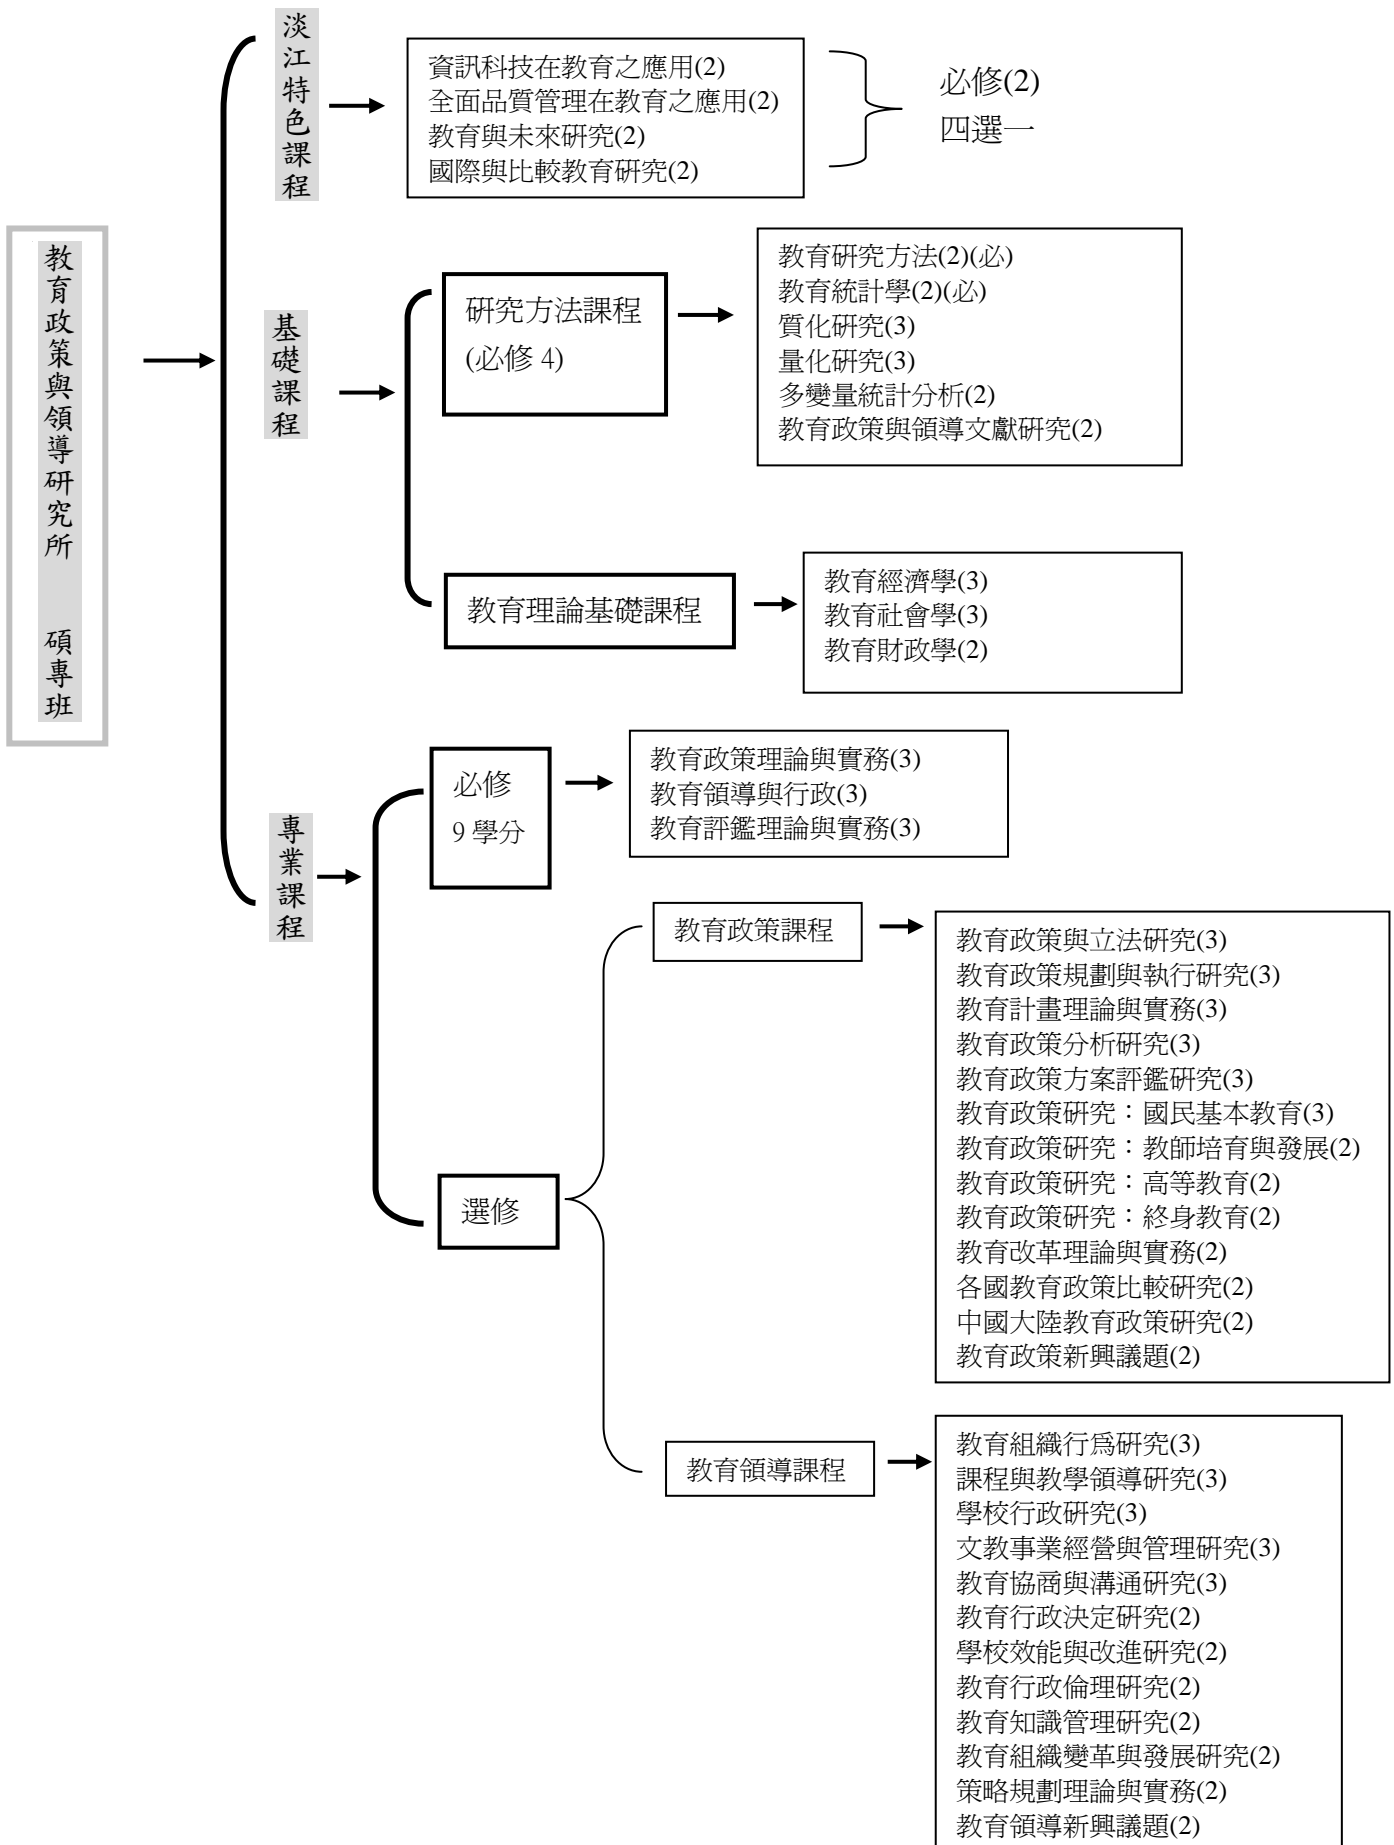 教育政策與領導研究所 碩專班
淡江特色課程
資訊科技在教育之應用(2)
全面品質管理在教育之應用(2)
教育與未來研究(2)
國際與比較教育研究(2)
必修(2)
四選一
基礎課程
研究方法課程
(必修 4)
教育研究方法(2)(必)
教育統計學(2)(必)
質化研究(3)
量化研究(3)
多變量統計分析(2)
教育政策與領導文獻研究(2)
教育理論基礎課程
教育經濟學(3)
教育社會學(3)
教育財政學(2)
專業課程
必修
9 學分
教育政策理論與實務(3)
教育領導與行政(3)
教育評鑑理論與實務(3)
選修
教育政策課程
教育政策與立法研究(3)
教育政策規劃與執行研究(3)
教育計畫理論與實務(3)
教育政策分析研究(3)
教育政策方案評鑑研究(3)
教育政策研究：國民基本教育(3)
教育政策研究：教師培育與發展(2)
教育政策研究：高等教育(2)
教育政策研究：終身教育(2)
教育改革理論與實務(2)
各國教育政策比較研究(2)
中國大陸教育政策研究(2)
教育政策新興議題(2)
教育領導課程
教育組織行為研究(3)
課程與教學領導研究(3)
學校行政研究(3)
文教事業經營與管理研究(3)
教育協商與溝通研究(3)
教育行政決定研究(2)
學校效能與改進研究(2)
教育行政倫理研究(2)
教育知識管理研究(2)
教育組織變革與發展研究(2)
策略規劃理論與實務(2)
教育領導新興議題(2)